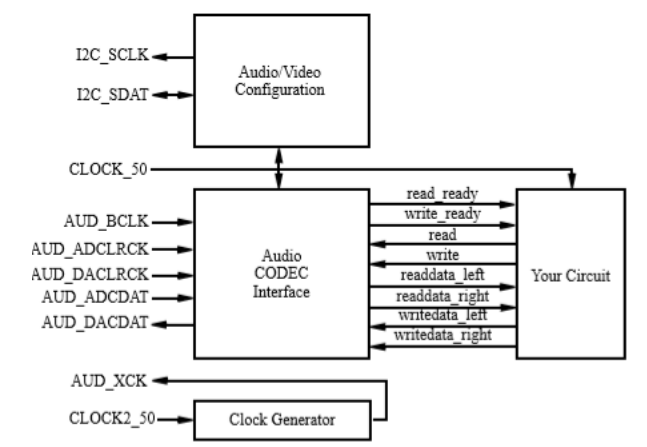 I2C_SCLK
I2C_SDAT
Audio/Video
Configuration
CLOCK_50
AUD_BCLK
AUD_ADCLRCK
AUD_DACLRCK
AUD_ADCDAT
AUD_DACDAT
Audio
CODEC
Interface
read_ready
write_ready
read
write
readdata_left
readdata_right
writedata_left
writedata_right
Your Circuit
AUD_XCK
CLOCK2_50
Clock Generator